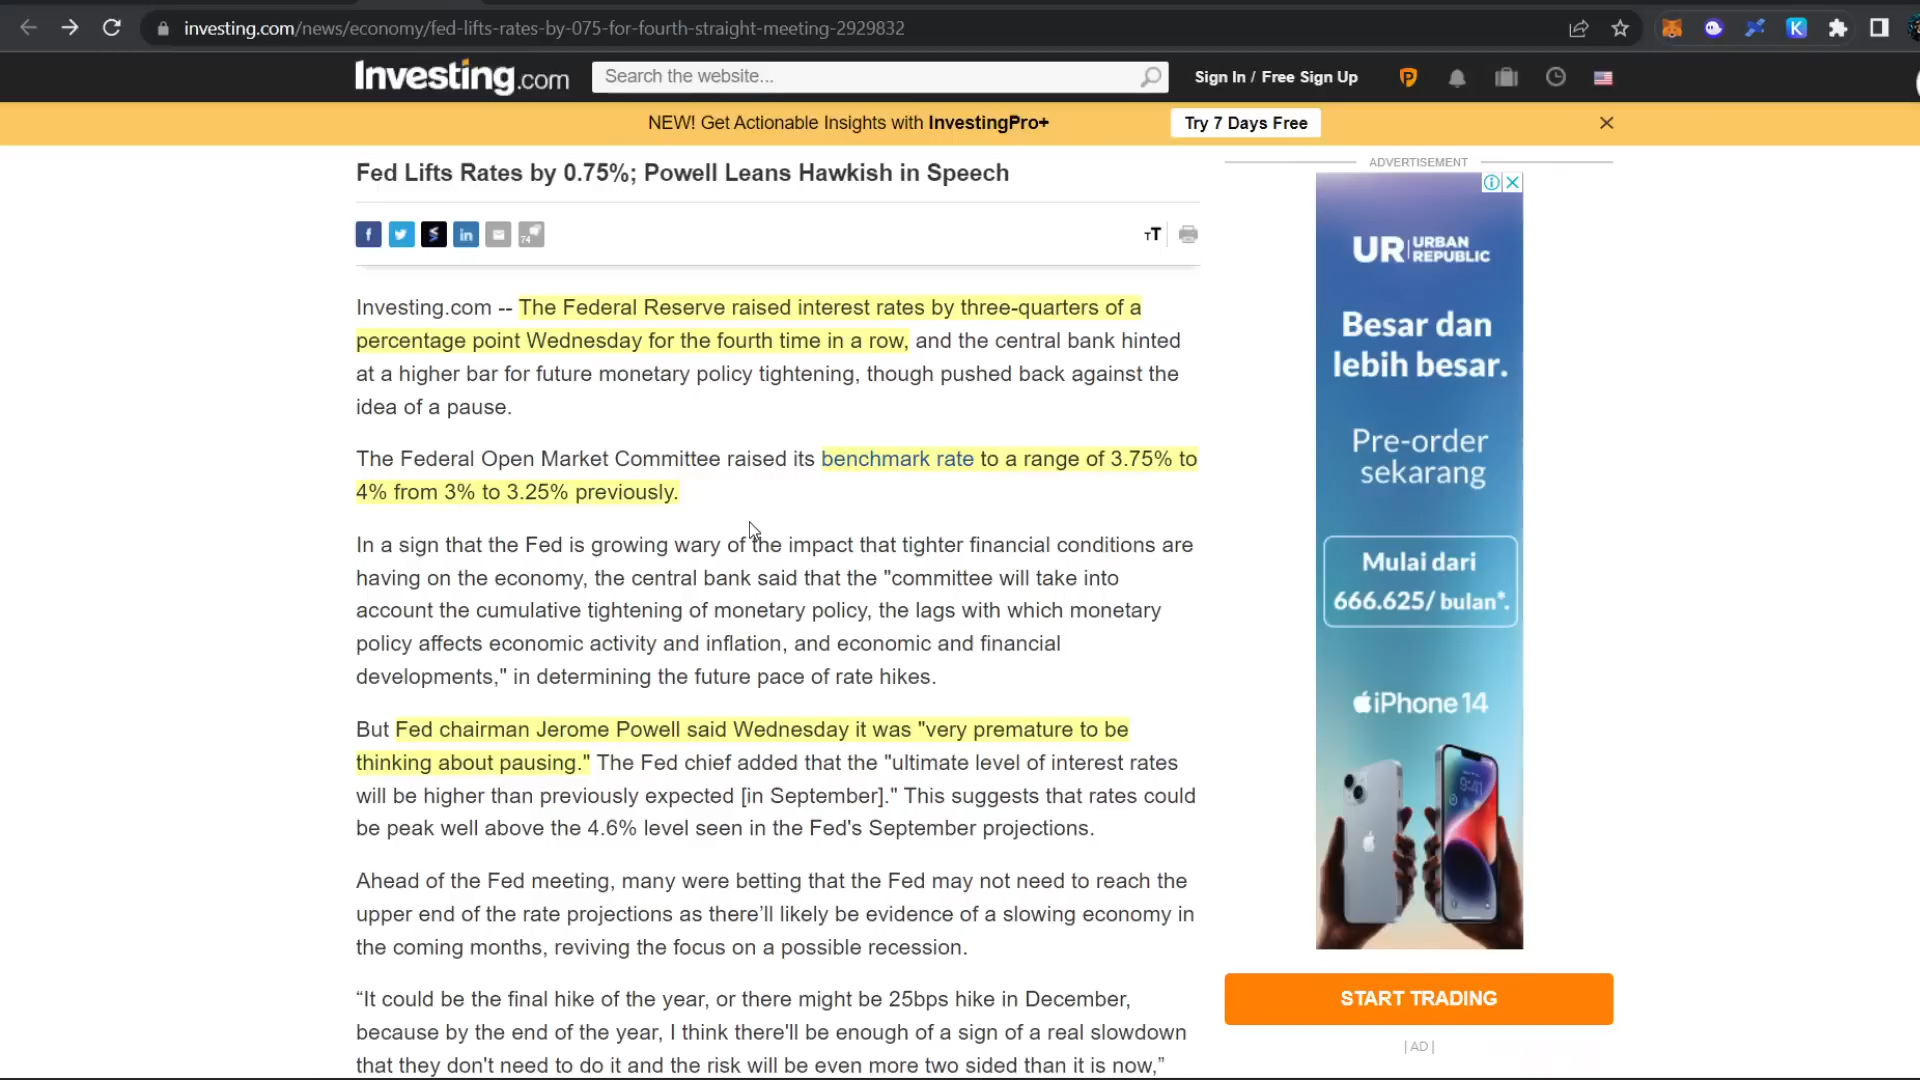 investing.com/news/economy/fed-lifts-rates-by-075-for-fourth-straight-meeting-2929832
Investing.com
Search the website...
Sign In / Free Sign Up
NEW! Get Actionable Insights with InvestingPro+
Try 7 Days Free
Fed Lifts Rates by 0.75%; Powell Leans Hawkish in Speech
74
TT
Investing.com -- The Federal Reserve raised interest rates by three-quarters of a
percentage point Wednesday for the fourth time in a row, and the central bank hinted
at a higher bar for future monetary policy tightening, though pushed back against the
idea of a pause.
The Federal Open Market Committee raised its benchmark rate to a range of 3.75% to
4% from 3% to 3.25% previously.
In a sign that the Fed is growing wary of the impact that tighter financial conditions are
having on the economy, the central bank said that the "committee will take into
account the cumulative tightening of monetary policy, the lags with which monetary
policy affects economic activity and inflation, and economic and financial
developments," in determining the future pace of rate hikes.
But Fed chairman Jerome Powell said Wednesday it was "very premature to be
thinking about pausing." The Fed chief added that the "ultimate level of interest rates
will be higher than previously expected [in September]." This suggests that rates could
be peak well above the 4.6% level seen in the Fed's September projections.
Ahead of the Fed meeting, many were betting that the Fed may not need to reach the
upper end of the rate projections as there’ll likely be evidence of a slowing economy in
the coming months, reviving the focus on a possible recession.
“It could be the final hike of the year, or there might be 25bps hike in December,
because by the end of the year, I think there'll be enough of a sign of a real slowdown
that they don't need to do it and the risk will be even more two sided than it is now,”
ADVERTISEMENT
UR URBAN
REPUBLIC
Besar dan
lebih besar.
Pre-order
sekarang
Mulai dari
666.625/ bulan*.
iPhone 14
9:41
START TRADING
| AD |